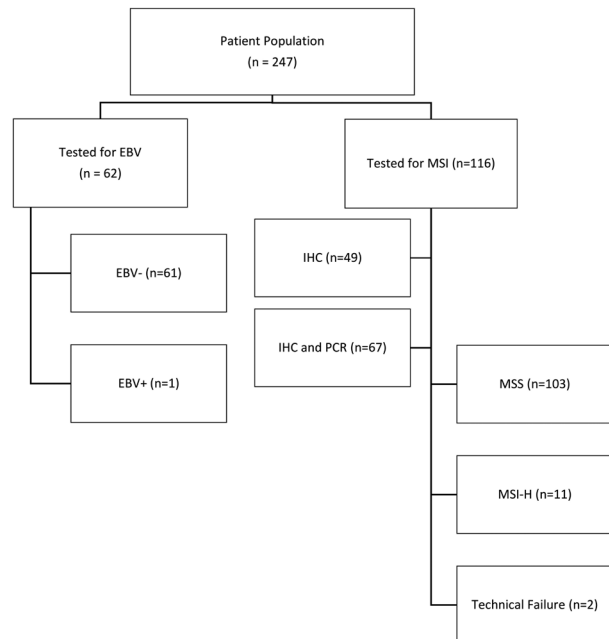 Patient Population
(n = 247)
Tested for EBV
(n = 62)
Tested for MSI (n=116)
EBV- (n=61)
IHC (n=49)
EBV+ (n=1)
IHC and PCR (n=67)
MSS (n=103)
MSI-H (n=11)
Technical Failure (n=2)